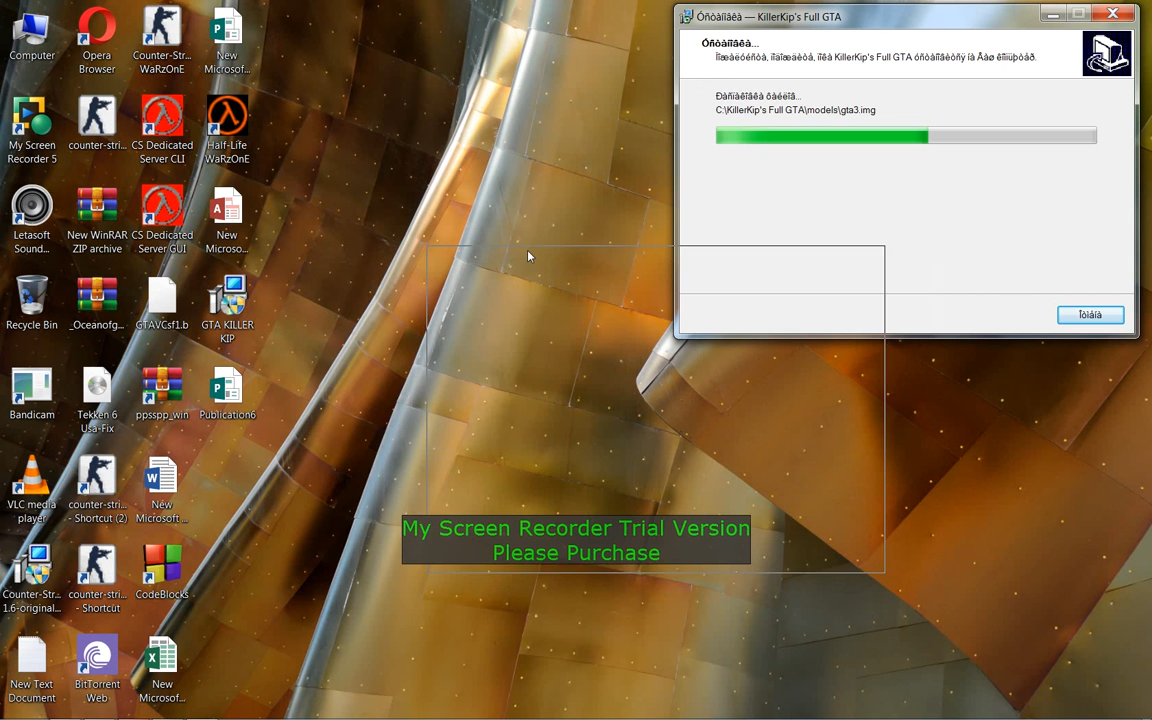 Computer
Opera
Browser
Counter-Str...
WaRzOnE
New
Microsof...
My Screen
Recorder 5
counter-stri...
CS Dedicated
Server CLI
Half-Life
WaRzOnE
Letasoft
Sound...
New WinRAR
ZIP archive
CS Dedicated
Server GUI
New
Microso...
Recycle Bin
_Oceanofg...
GTAVCsf1.b
GTA KILLER
KIP
Bandicam
Tekken 6
Usa-Fix
ppsspp_win
Publication6
VLC media
player
counter-stri...
- Shortcut (2)
New
Microsoft ...
Counter-Str...
1.6-original...
counter-stri...
- Shortcut
CodeBlocks
New Text
Document
BitTorrent
Web
New
Microsof...
Óñòàíîâêà — KillerKip's Full GTA
Óñòàíîâêà...
Ïîæàëóéñòà, ïîäîæäèòå, ïîêà KillerKip's Full GTA óñòàíîâèòñÿ íà Âàø êîìïüþòåð.
Ðàñïàêîâêà ôàéëîâ...
C:\KillerKip's Full GTA\models\gta3.img
Îòìåíà
My Screen Recorder Trial Version
Please Purchase